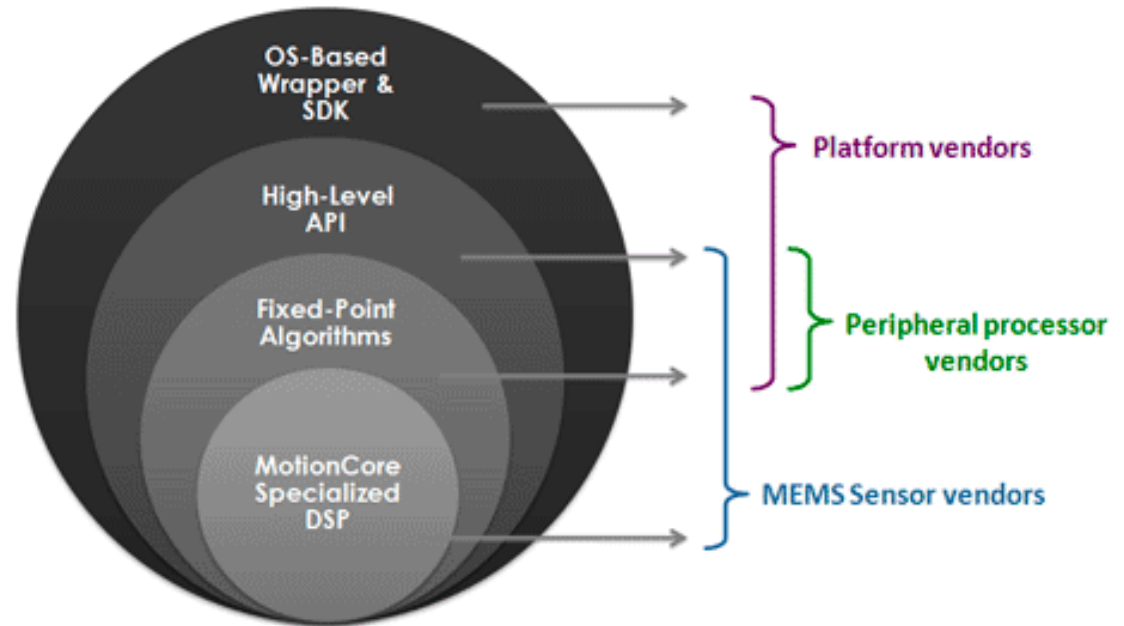 OS-Based
Wrapper &
SDK
High-Level
API
Fixed-Point
Algorithms
MotionCore
Specialized
DSP
Platform vendors
Peripheral processor
vendors
MEMS Sensor vendors